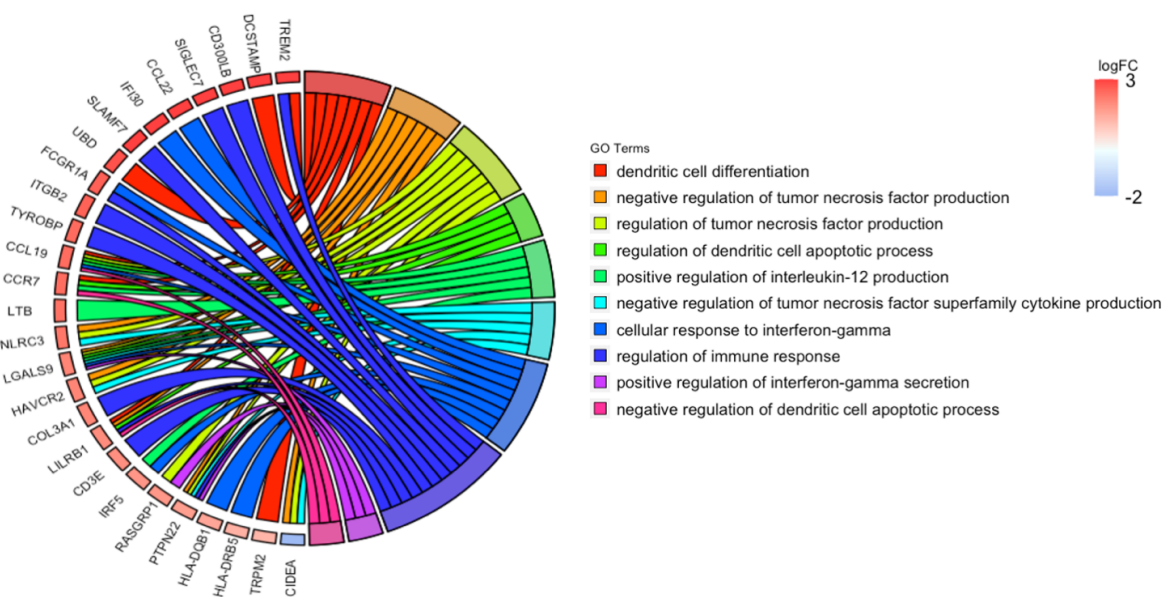 TREM2
DCSTAMP
CD300LB
SIGLEC7
CCL22
IFI30
SLAMF7
UBD
FCGR1A
ITGB2
TYROBP
CCL19
CCR7
LTB
NLRC3
LGALS9
HAVCR2
COL3A1
LILRB1
CD3E
IRF5
RASGRP1
PTPN22
HLA-DQB1
HLA-DRB5
TRPM2
CIDEA
GO Terms
dendritic cell differentiation
negative regulation of tumor necrosis factor production
regulation of tumor necrosis factor production
regulation of dendritic cell apoptotic process
positive regulation of interleukin-12 production
negative regulation of tumor necrosis factor superfamily cytokine production
cellular response to interferon-gamma
regulation of immune response
positive regulation of interferon-gamma secretion
negative regulation of dendritic cell apoptotic process
logFC
3
-2